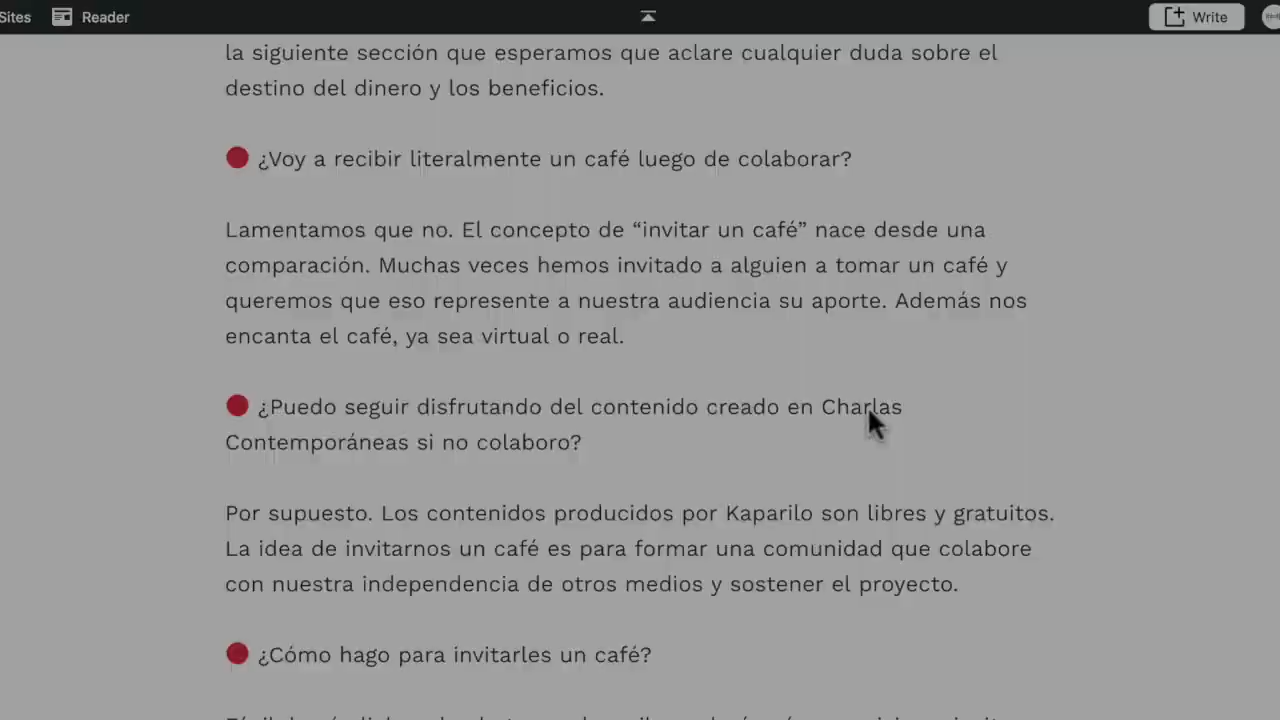 Sites Reader Write
la siguiente sección que esperamos que aclare cualquier duda sobre el
destino del dinero y los beneficios.
¿Voy a recibir literalmente un café luego de colaborar?
Lamentamos que no. El concepto de “invitar un café” nace desde una
comparación. Muchas veces hemos invitado a alguien a tomar un café y
queremos que eso represente a nuestra audiencia su aporte. Además nos
encanta el café, ya sea virtual o real.
¿Puedo seguir disfrutando del contenido creado en Charlas
Contemporáneas si no colaboro?
Por supuesto. Los contenidos producidos por Kaparilo son libres y gratuitos.
La idea de invitarnos un café es para formar una comunidad que colabore
con nuestra independencia de otros medios y sostener el proyecto.
¿Cómo hago para invitarles un café?